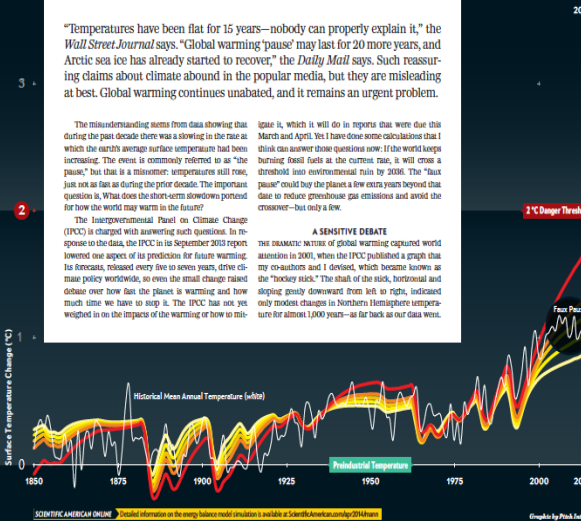 20
"Temperatures have been flat for 15 years—nobody can properly explain it," the
Wall Street Journal says. "Global warming 'pause' may last for 20 more years, and
Arctic sea ice has already started to recover," the Daily Mail says. Such reassur-
ing claims about climate abound in the popular media, but they are misleading
at best. Global warming continues unabated, and it remains an urgent problem.
The misunderstanding stems from data showing that
during the past decade there was a slowing in the rate at
which the earth's average surface temperature had been
increasing. The event is commonly referred to as "the
pause," but that is a misnomer: temperatures still rose,
just not as fast as during the prior decade. The important
question is, What does the short-term slowdown portend
for how the world may warm in the future?
The Intergovernmental Panel on Climate Change
(IPCC) is charged with answering such questions. In re-
sponse to the data, the IPCC in its September 2013 report
lowered one aspect of its prediction for future warming.
Its forecasts, released every five to seven years, drive cli-
mate policy worldwide, so even the small change raised
debate over how fast the planet is warming and how
much time we have to stop it. The IPCC has not yet
weighed in on the impacts of the warming or how to mit-
igate it, which it will do in reports that were due this
March and April. Yet I have done some calculations that I
think can answer those questions now: If the world keeps
burning fossil fuels at the current rate, it will cross a
threshold into environmental ruin by 2036. The "faux
pause" could buy the planet a few extra years beyond that
date to reduce greenhouse gas emissions and avoid the
crossover—but only a few.
A SENSITIVE DEBATE
THE DRAMATIC NATURE of global warming captured world
attention in 2001, when the IPCC published a graph that
my co-authors and I devised, which became known as
the "hockey stick." The shaft of the stick, horizontal and
sloping gently downward from left to right, indicated
only modest changes in Northern Hemisphere tempera-
ture for almost 1,000 years—as far back as our data went.
3
2
2 °C Danger Thresh
1
Faux Pau
Surface Temperature Change (°C)
Historical Mean Annual Temperature (white)
0
Preindustrial Temperature
1850 1875 1900 1925 1950 1975 2000
SCIENTIFIC AMERICAN ONLINE Detailed information on the energy balance model simulation is available at ScientificAmerican.com/apr2014/mann
Graphic by Pitch In